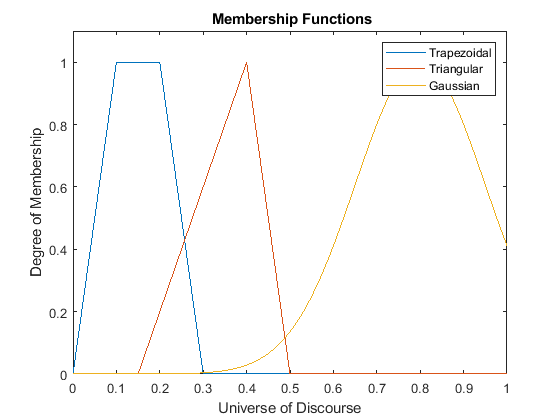 Membership Functions
Trapezoidal
Triangular
Gaussian
Degree of Membership
1
0.8
0.6
0.4
0.2
0
0 0.1 0.2 0.3 0.4 0.5 0.6 0.7 0.8 0.9 1
Universe of Discourse